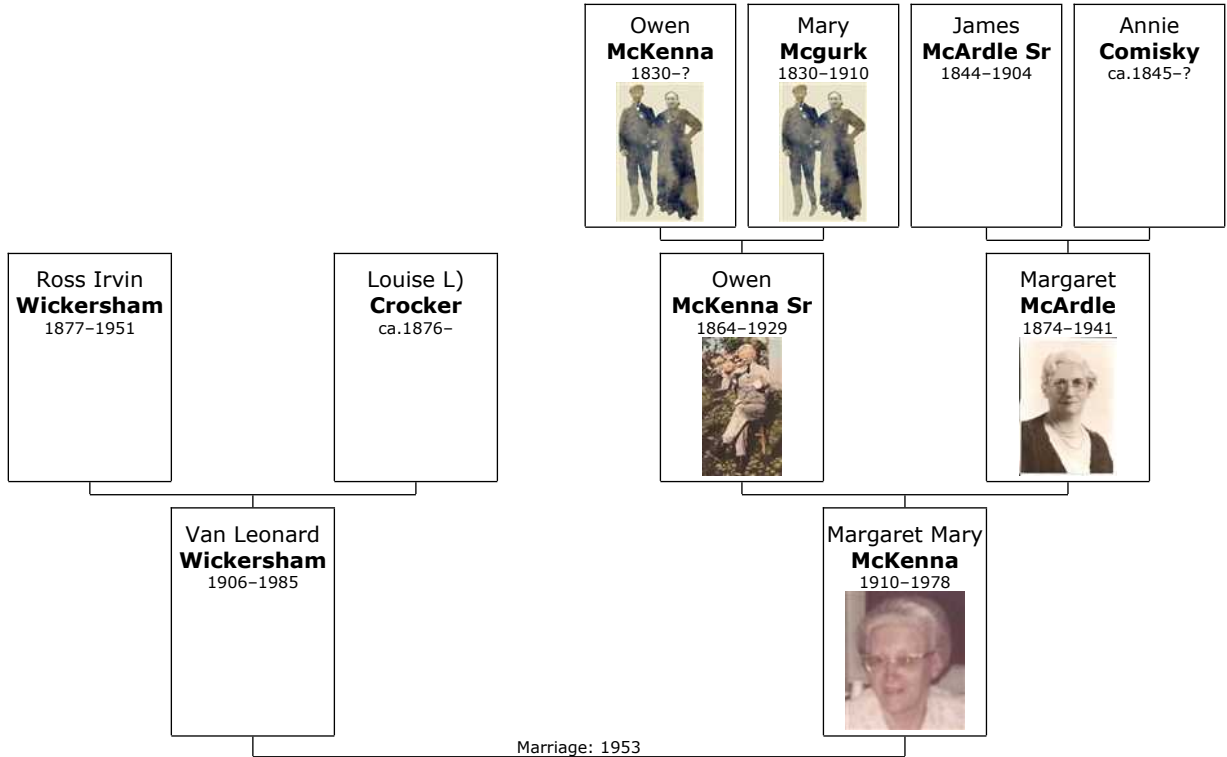 Owen
McKenna
1830–?
Mary
Mcgurk
1830–1910
James
McArdle Sr
1844–1904
Annie
Comisky
ca.1845–?
Ross Irvin
Wickersham
1877–1951
Louise L)
Crocker
ca.1876–
Owen
McKenna Sr
1864–1929
Margaret
McArdle
1874–1941
Van Leonard
Wickersham
1906–1985
Margaret Mary
McKenna
1910–1978
Marriage: 1953